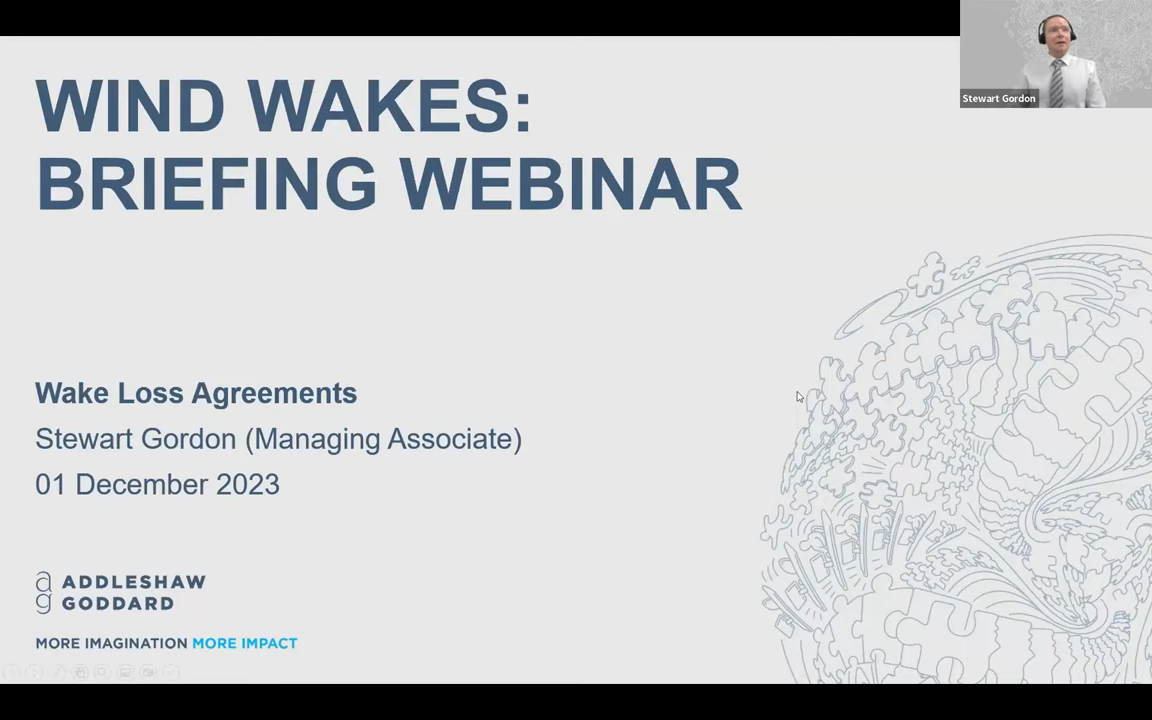 Stewart Gordon
WIND WAKES:
BRIEFING WEBINAR
Wake Loss Agreements
Stewart Gordon (Managing Associate)
01 December 2023
ag ADDLESHAW
GODDARD
MORE IMAGINATION MORE IMPACT